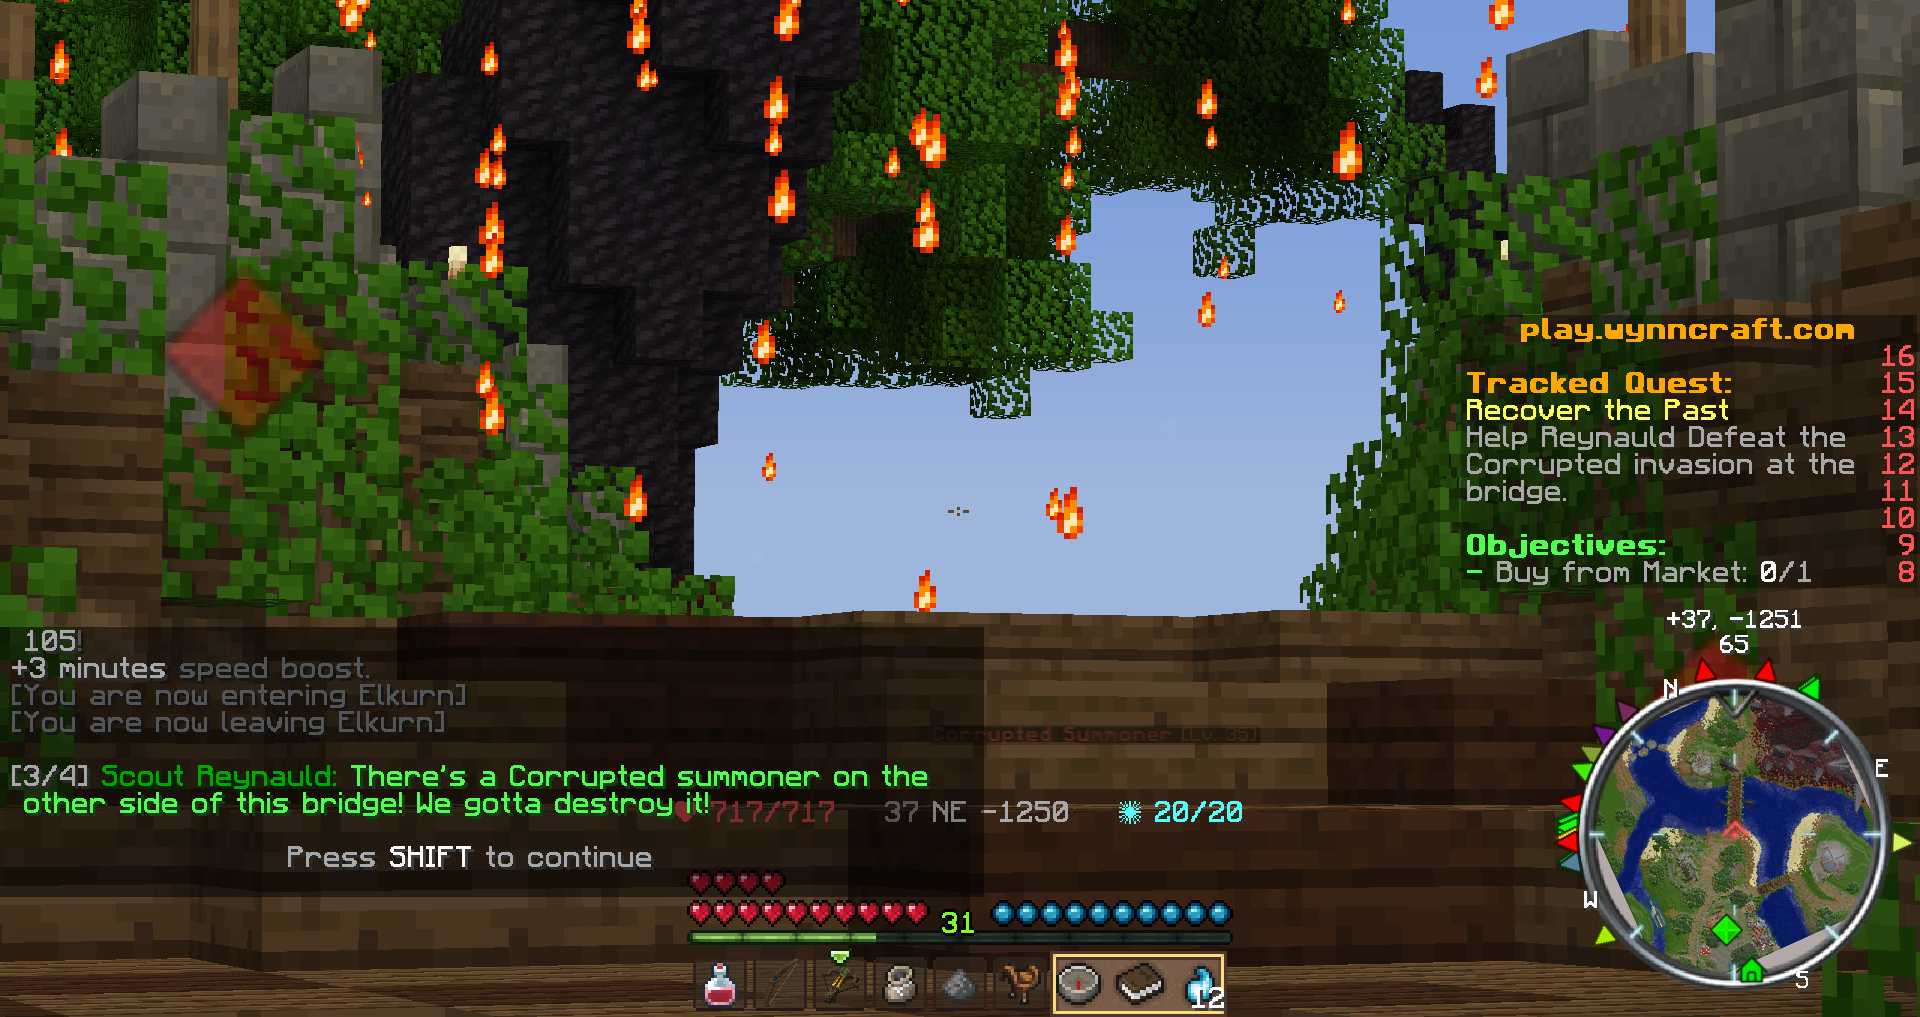 play.wynncraft.com
16
Tracked Quest:
15
Recover the Past
14
Help Reynauld Defeat the
13
Corrupted invasion at the
12
bridge.
11
10
Objectives:
9
- Buy from Market: 0/1
8
+37, -1251
65
N
E
W
S
105!
+3 minutes speed boost.
[You are now entering Elkurn]
[You are now leaving Elkurn]
Corrupted Summoner [Lv. 35]
[3/4] Scout Reynauld: There's a Corrupted summoner on the
other side of this bridge! We gotta destroy it!
717/717
37 NE -1250
20/20
Press SHIFT to continue
31
12